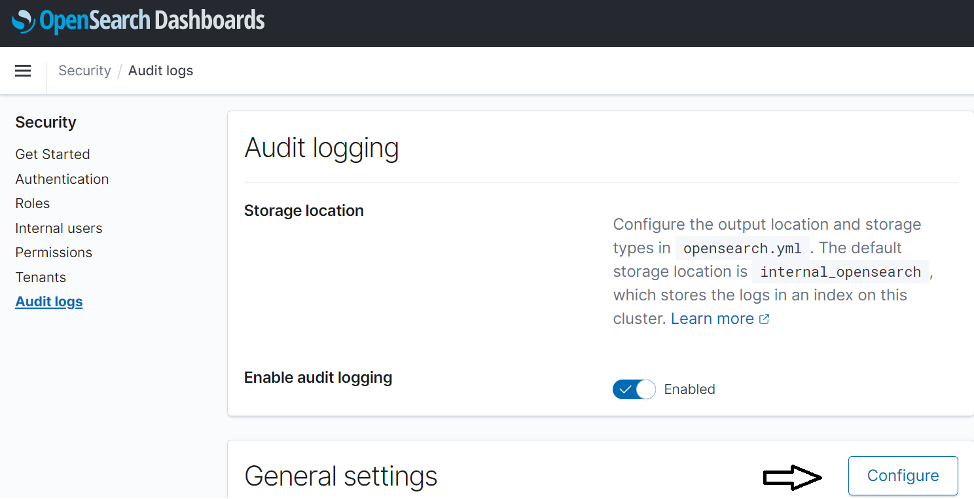 OpenSearch Dashboards
Security / Audit logs
Security
Get Started
Authentication
Roles
Internal users
Permissions
Tenants
Audit logs
Audit logging
Storage location
Configure the output location and storage
types in opensearch.yml . The default
storage location is internal_opensearch ,
which stores the logs in an index on this
cluster. Learn more
Enable audit logging
Enabled
General settings
Configure